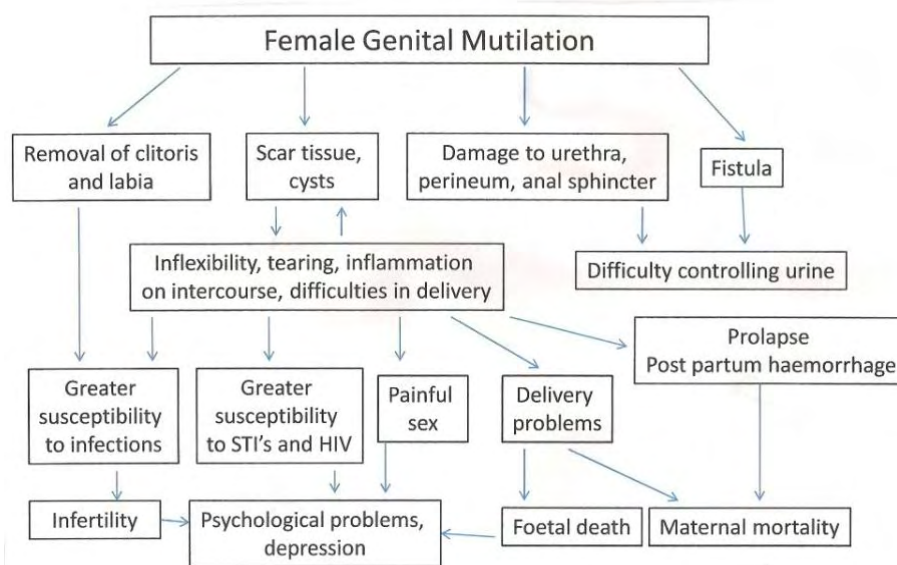 Female Genital Mutilation
Removal of clitoris
and labia
Scar tissue,
cysts
Damage to urethra,
perineum, anal sphincter
Fistula
Inflexibility, tearing, inflammation
on intercourse, difficulties in delivery
Difficulty controlling urine
Prolapse
Post partum haemorrhage
Greater
susceptibility
to infections
Greater
susceptibility
to STI's and HIV
Painful
sex
Delivery
problems
Infertility
Psychological problems,
depression
Foetal death
Maternal mortality